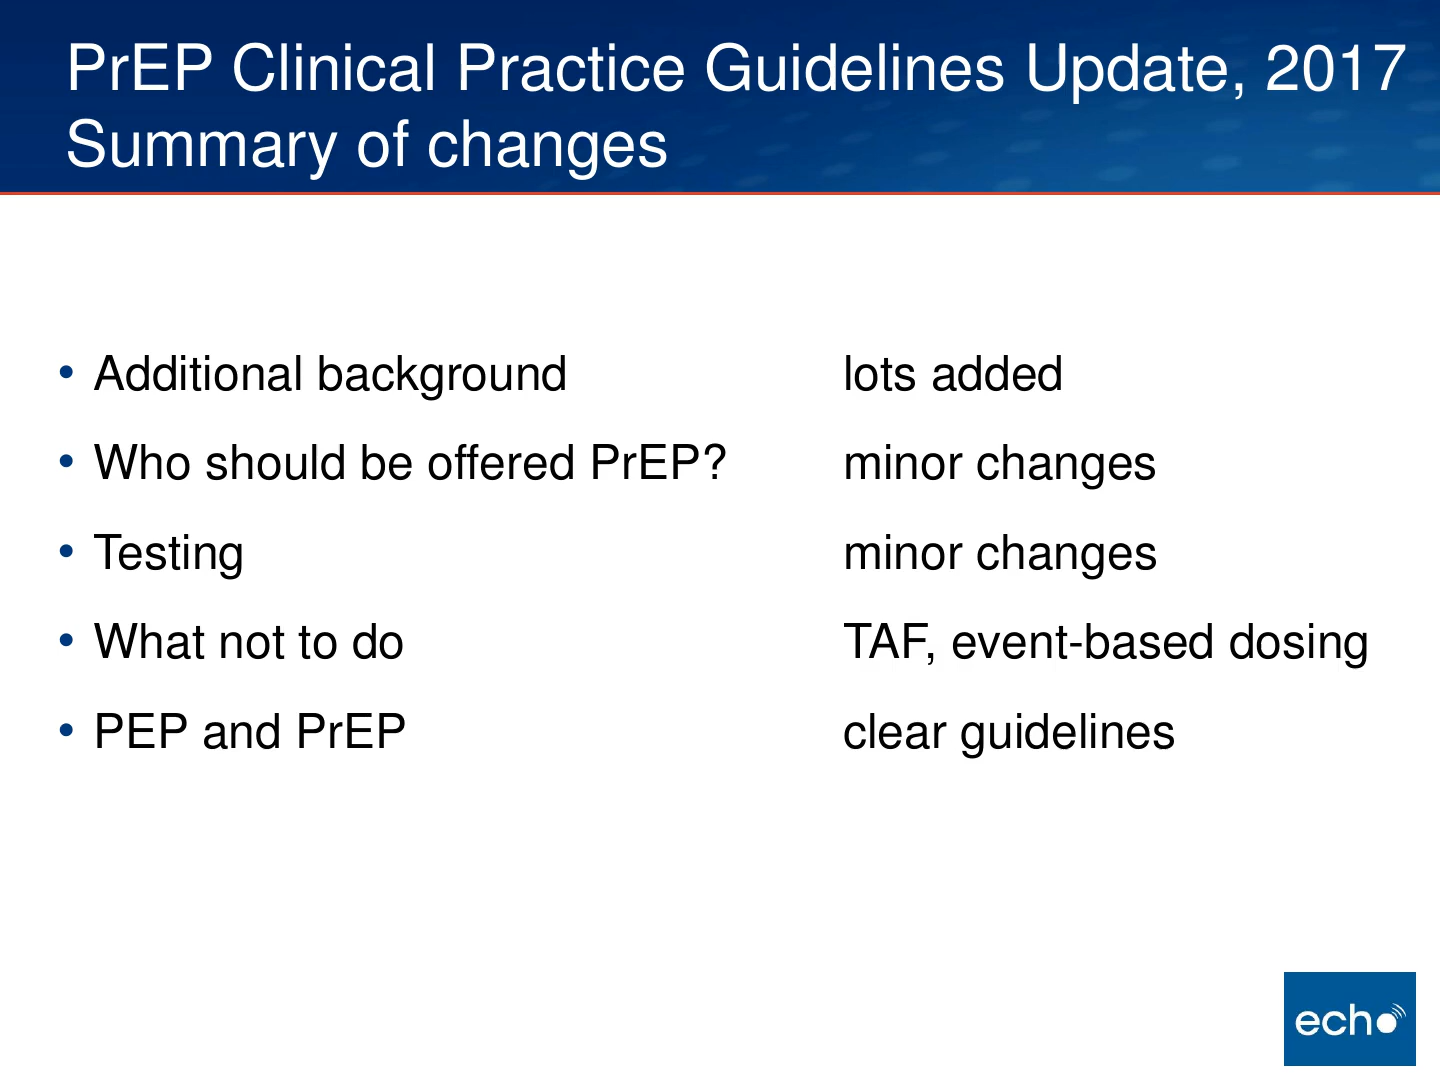 PrEP Clinical Practice Guidelines Update, 2017
Summary of changes
• Additional background lots added
• Who should be offered PrEP? minor changes
• Testing minor changes
• What not to do TAF, event-based dosing
• PEP and PrEP clear guidelines
echo